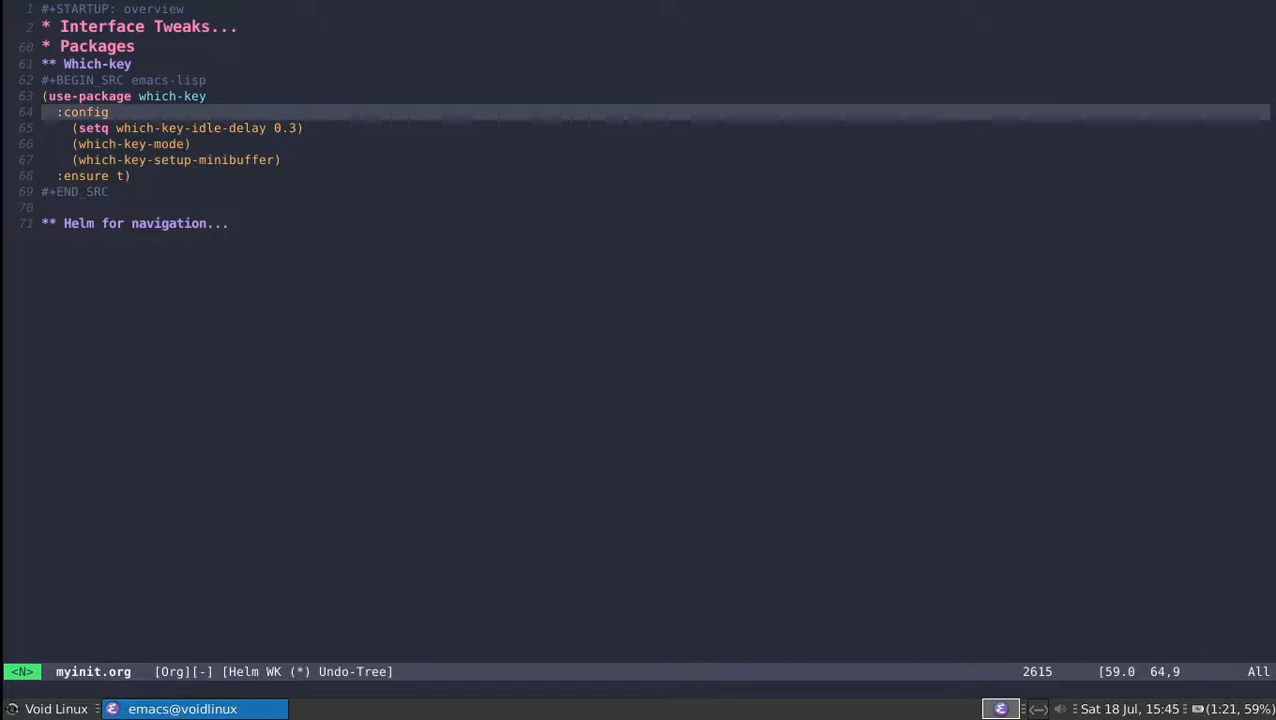 1 #+STARTUP: overview
2 * Interface Tweaks...
60 * Packages
61 ** Which-key
62 #+BEGIN_SRC emacs-lisp
63 (use-package which-key
64   :config
65     (setq which-key-idle-delay 0.3)
66     (which-key-mode)
67     (which-key-setup-minibuffer)
68   :ensure t)
69 #+END_SRC
70
71 ** Helm for navigation...
<N> myinit.org [Org][-] [Helm WK (*) Undo-Tree] 2615 [59.0 64,9 All
Void Linux emacs@voidlinux Sat 18 Jul, 15:45 (1:21, 59%)